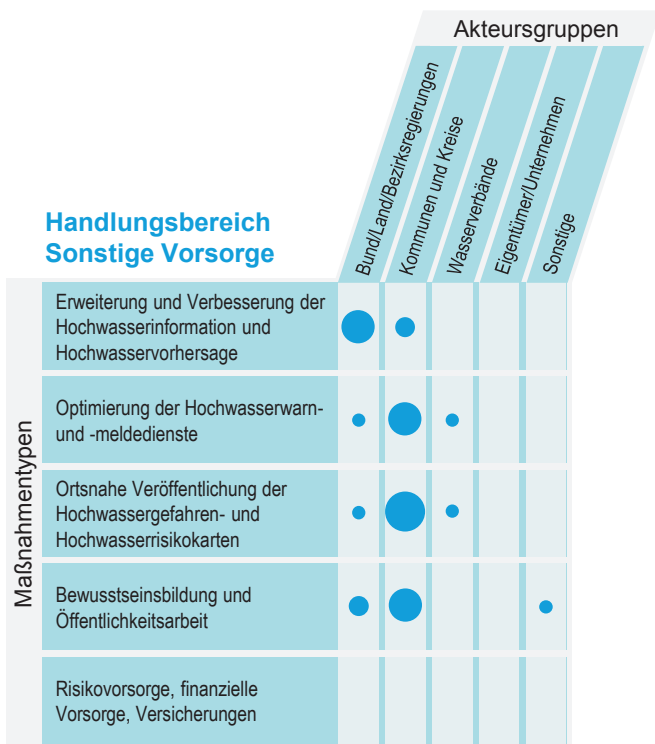 Akteursgruppen
Bund/Land/Bezirksregierungen
Kommunen und Kreise
Wasserverbände
Eigentümer/Unternehmen
Sonstige
Handlungsbereich
Sonstige Vorsorge
Maßnahmentypen
Erweiterung und Verbesserung der
Hochwasserinformation und
Hochwasservorhersage
Optimierung der Hochwasserwarn-
und -meldedienste
Ortsnahe Veröffentlichung der
Hochwassergefahren- und
Hochwasserrisikokarten
Bewusstseinsbildung und
Öffentlichkeitsarbeit
Risikovorsorge, finanzielle
Vorsorge, Versicherungen